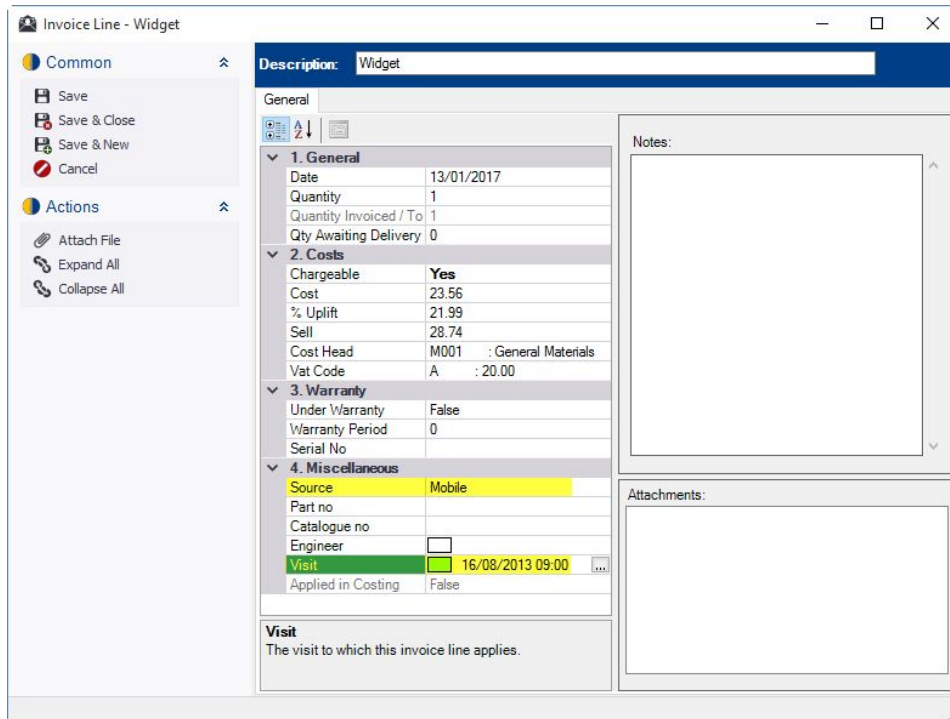 Invoice Line - Widget
Common
Save
Save & Close
Save & New
Cancel
Actions
Attach File
Expand All
Collapse All
Description: Widget
General
1. General
Date 13/01/2017
Quantity 1
Quantity Invoiced / To 1
Qty Awaiting Delivery 0
2. Costs
Chargeable Yes
Cost 23.56
% Uplift 21.99
Sell 28.74
Cost Head M001 : General Materials
Vat Code A : 20.00
3. Warranty
Under Warranty False
Warranty Period 0
Serial No
4. Miscellaneous
Source Mobile
Part no
Catalogue no
Engineer
Visit 16/08/2013 09:00 ...
Applied in Costing False
Visit
The visit to which this invoice line applies.
Notes:
Attachments: